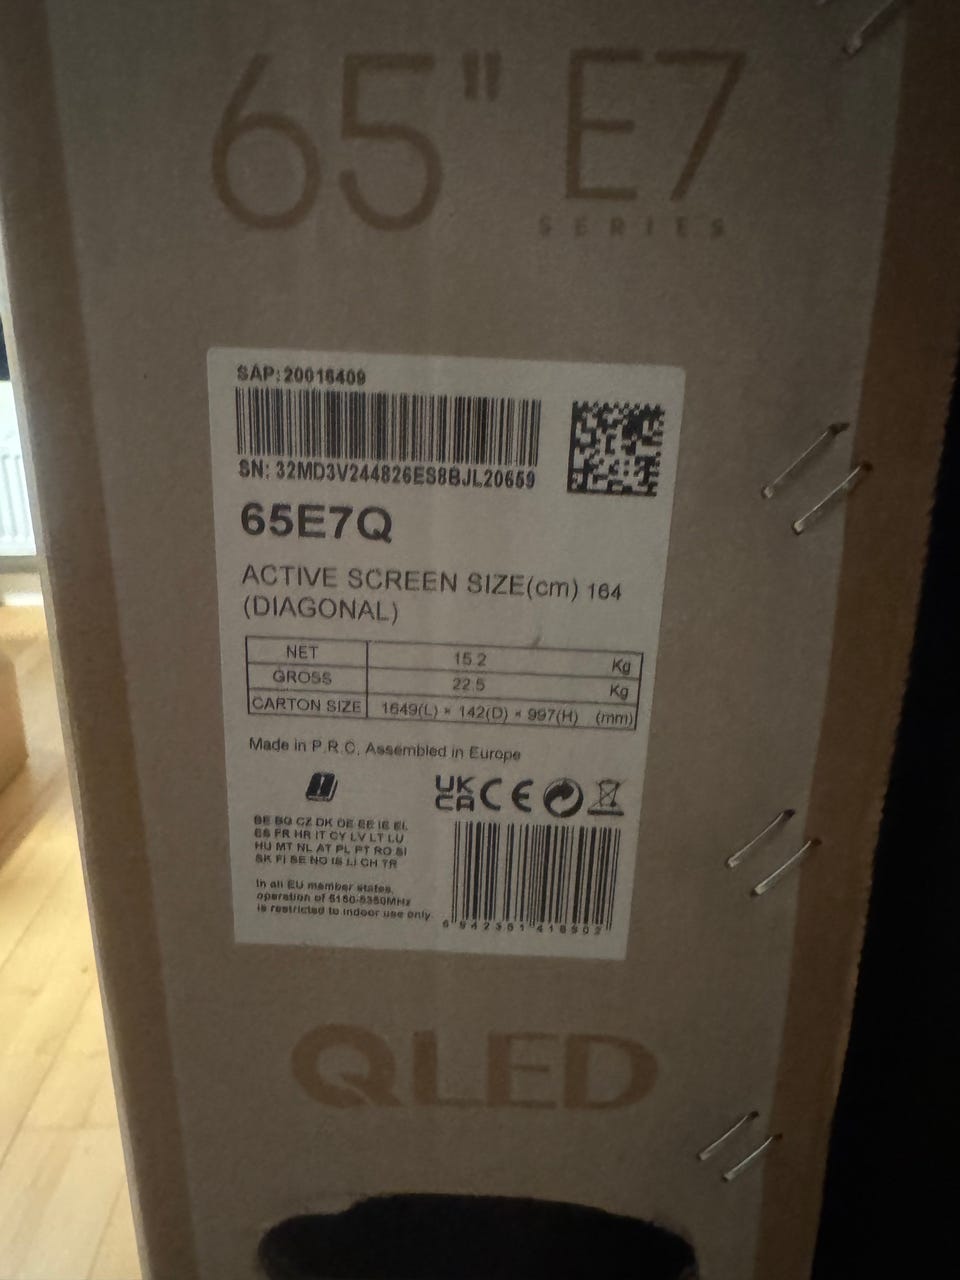 65" E7
SERIES
SAP:20016409
SN: 32MD3V244826ES8BJL20659
65E7Q
ACTIVE SCREEN SIZE(cm) 164
(DIAGONAL)
NET 15.2 Kg
GROSS 22.5 Kg
CARTON SIZE 1649(L) × 142(D) × 997(H) (mm)
Made in P.R.C, Assembled in Europe
UK
CA CE
BE BG CZ DK DE EE IE EL
ES FR HR IT CY LV LT LU
HU MT NL AT PL PT RO SI
SK FI SE NO IS LI CH TR
In all EU member states,
operation of 5150-5350MHz
is restricted to indoor use only
6 942351 416902
QLED